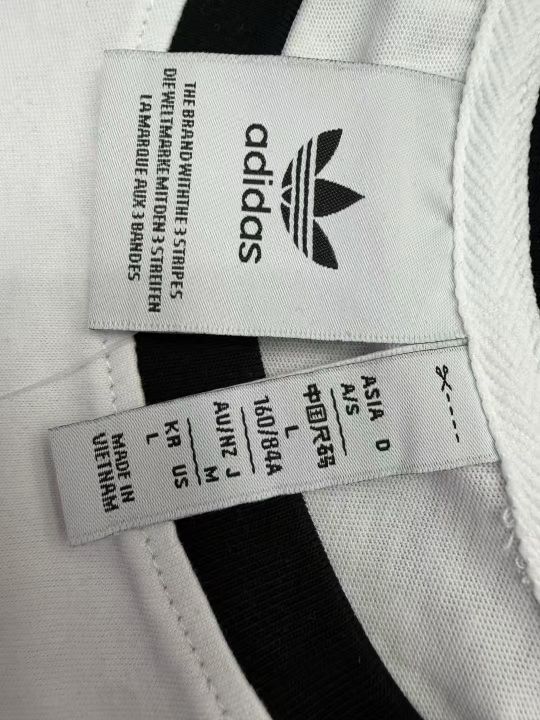 adidas
THE BRAND WITH THE 3 STRIPES
DIE WELTMARKE MIT DEN 3 STREIFEN
LA MARQUE AUX 3 BANDES
ASIA D
A/S
中国尺码
L
160/84A
AU/NZ J
M
KR US
L
MADE IN
VIETNAM